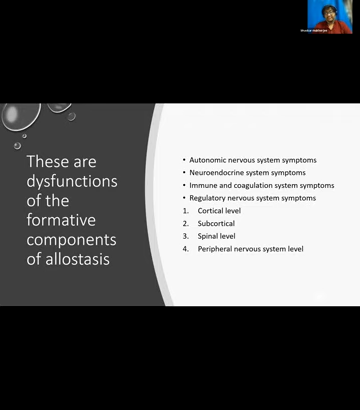 These are
dysfunctions
of the
formative
components
of allostasis
• Autonomic nervous system symptoms
• Neuroendocrine system symptoms
• Immune and coagulation system symptoms
• Regulatory nervous system symptoms
1. Cortical level
2. Subcortical
3. Spinal level
4. Peripheral nervous system level